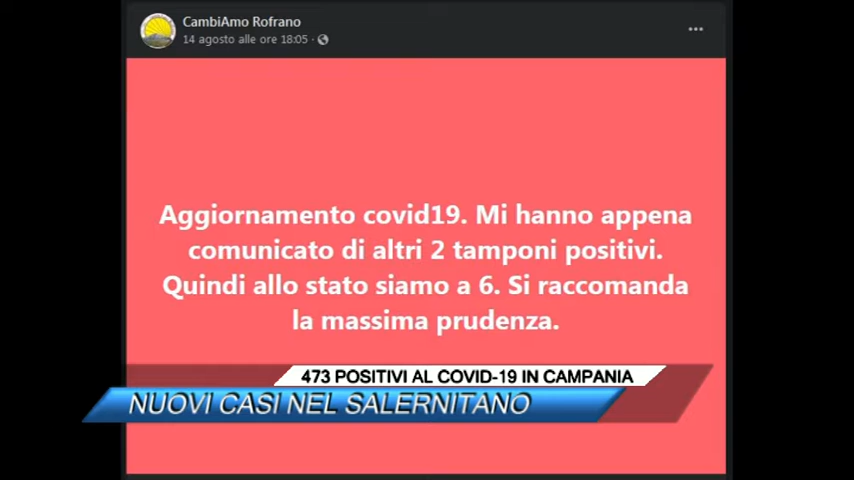 CambiAmo Rofrano
14 agosto alle ore 18:05 ·
Aggiornamento covid19. Mi hanno appena
comunicato di altri 2 tamponi positivi.
Quindi allo stato siamo a 6. Si raccomanda
la massima prudenza.
473 POSITIVI AL COVID-19 IN CAMPANIA
NUOVI CASI NEL SALERNITANO